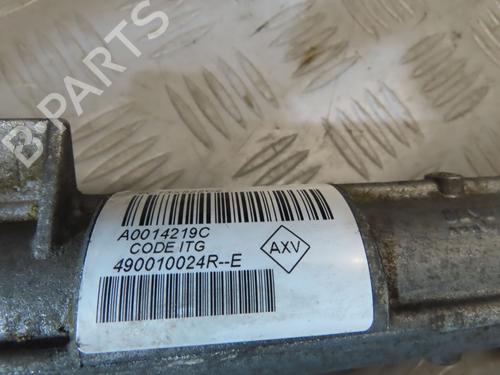 B PARTS
A0014219C
CODE ITG
490010024R--E
AXV